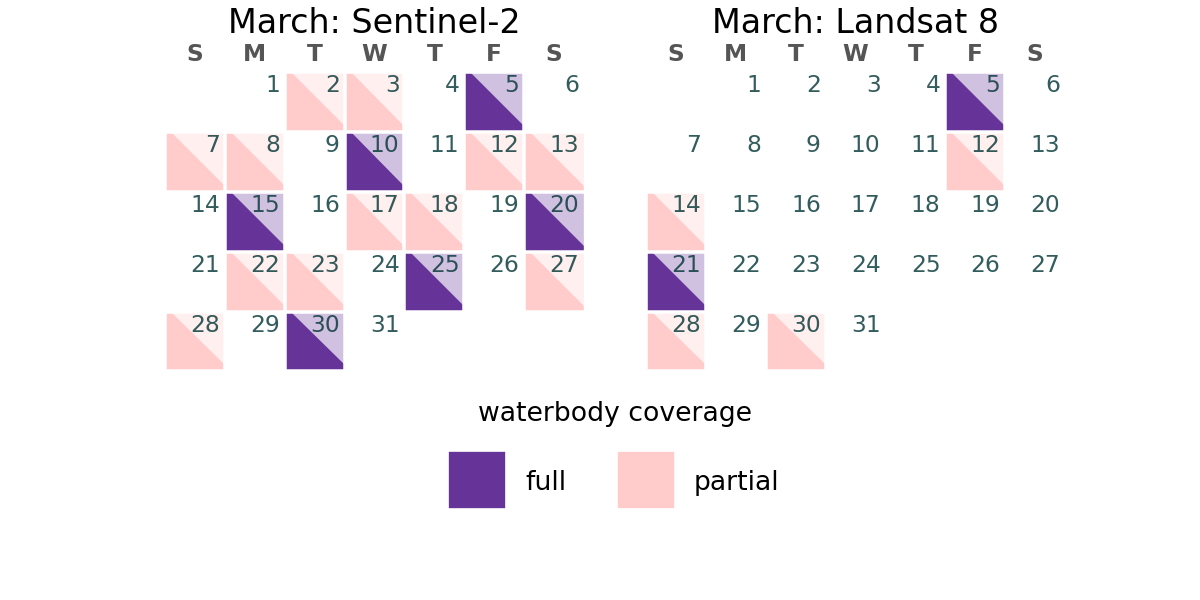 March: Sentinel-2
S M T W T F S
1 2 3 4 5 6
7 8 9 10 11 12 13
14 15 16 17 18 19 20
21 22 23 24 25 26 27
28 29 30 31
March: Landsat 8
S M T W T F S
1 2 3 4 5 6
7 8 9 10 11 12 13
14 15 16 17 18 19 20
21 22 23 24 25 26 27
28 29 30 31
waterbody coverage
full
partial